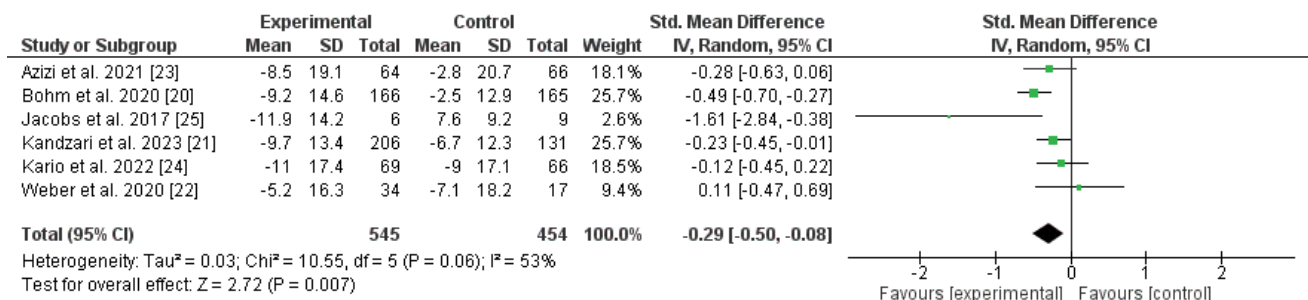 Experimental Control Std. Mean Difference Std. Mean Difference
Study or Subgroup Mean SD Total Mean SD Total Weight IV, Random, 95% CI IV, Random, 95% CI
Azizi et al. 2021 [23] -8.5 19.1 64 -2.8 20.7 66 18.1% -0.28 [-0.63, 0.06]
Bohm et al. 2020 [20] -9.2 14.6 166 -2.5 12.9 165 25.7% -0.49 [-0.70, -0.27]
Jacobs et al. 2017 [25] -11.9 14.2 6 7.6 9.2 9 2.6% -1.61 [-2.84, -0.38]
Kandzari et al. 2023 [21] -9.7 13.4 206 -6.7 12.3 131 25.7% -0.23 [-0.45, -0.01]
Kario et al. 2022 [24] -11 17.4 69 -9 17.1 66 18.5% -0.12 [-0.45, 0.22]
Weber et al. 2020 [22] -5.2 16.3 34 -7.1 18.2 17 9.4% 0.11 [-0.47, 0.69]
Total (95% CI) 545 454 100.0% -0.29 [-0.50, -0.08]
Heterogeneity: Tau² = 0.03; Chi² = 10.55, df = 5 (P = 0.06); I² = 53%
Test for overall effect: Z = 2.72 (P = 0.007)
-2 -1 0 1 2
Favours [experimental] Favours [control]